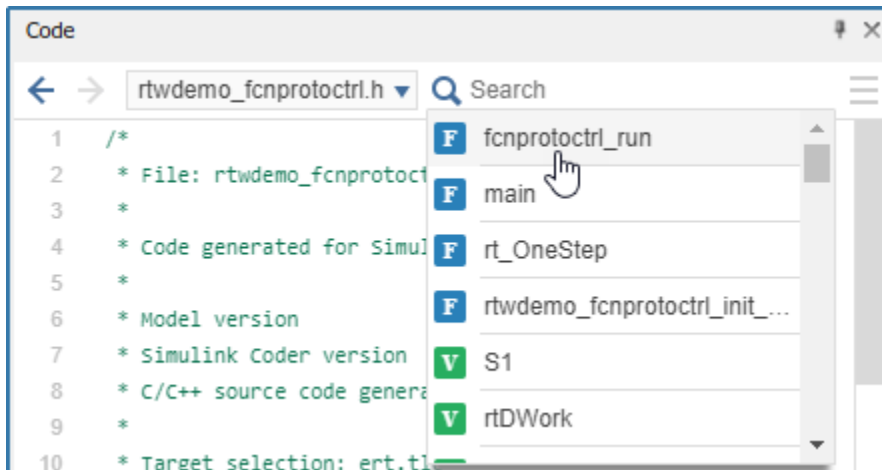 Code
rtwdemo_fcnprotoctrl.h Search
1 /*
2 * File: rtwdemo_fcnprotoct
3 *
4 * Code generated for Simul
5 *
6 * Model version
7 * Simulink Coder version
8 * C/C++ source code genera
9 *
10 * Target selection: ert.tl
F fcnprotoctrl_run
F main
F rt_OneStep
F rtwdemo_fcnprotoctrl_init_...
V S1
V rtDWork